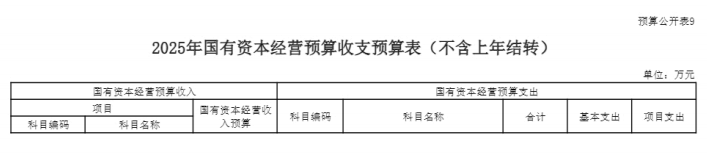 预算公开表9
2025年国有资本经营预算收支预算表（不含上年结转）
单位：万元
国有资本经营预算收入 国有资本经营预算支出
项目 国有资本经营收入预算 科目编码 科目名称 合计 基本支出 项目支出
科目编码 科目名称